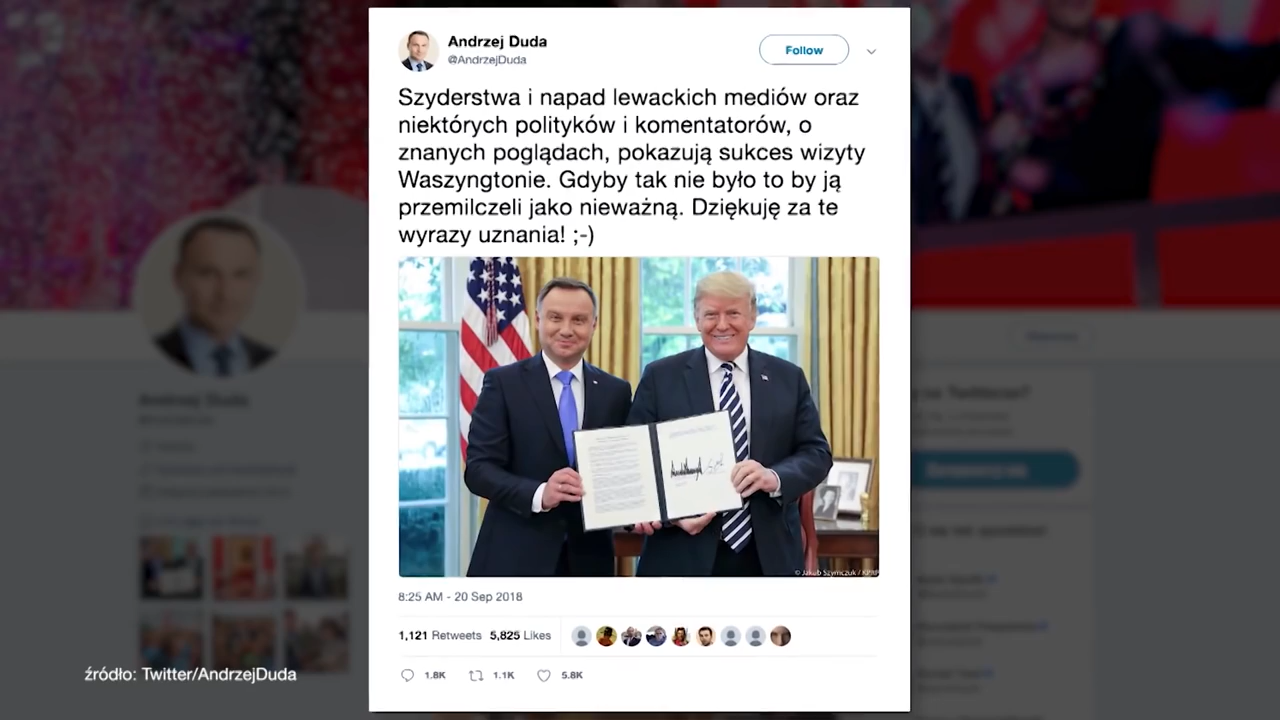 Andrzej Duda
@AndrzejDuda
Follow
Szyderstwa i napad lewackich mediów oraz
niektórych polityków i komentatorów, o
znanych poglądach, pokazują sukces wizyty
Waszyngtonie. Gdyby tak nie było to by ją
przemilczeli jako nieważną. Dziękuję za te
wyrazy uznania! ;-)
© Jakub Szymczuk / KPRP
8:25 AM - 20 Sep 2018
1,121 Retweets 5,825 Likes
1.8K 1.1K 5.8K
źródło: Twitter/AndrzejDuda